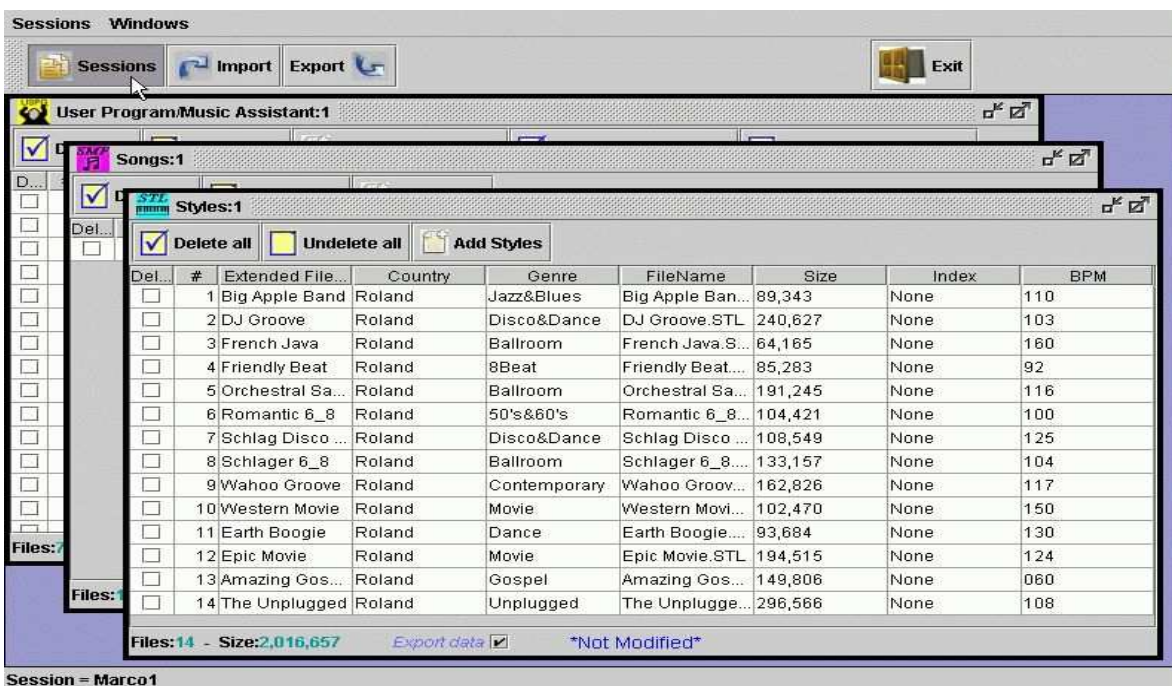 Sessions Windows
Sessions Import Export Exit
USPG User Program/Music Assistant:1
D
SMP Songs:1
D... #
D
STL Styles:1
Del...
Delete all Undelete all Add Styles
Del... # Extended File... Country Genre FileName Size Index BPM
1 Big Apple Band Roland Jazz&Blues Big Apple Ban... 89,343 None 110
2 DJ Groove Roland Disco&Dance DJ Groove.STL 240,627 None 103
3 French Java Roland Ballroom French Java.S... 64,165 None 160
4 Friendly Beat Roland 8Beat Friendly Beat.... 85,283 None 92
5 Orchestral Sa... Roland Ballroom Orchestral Sa... 191,245 None 116
6 Romantic 6_8 Roland 50's&60's Romantic 6_8... 104,421 None 100
7 Schlag Disco ... Roland Disco&Dance Schlag Disco ... 108,549 None 125
8 Schlager 6_8 Roland Ballroom Schlager 6_8.... 133,157 None 104
9 Wahoo Groove Roland Contemporary Wahoo Groov... 162,826 None 117
10 Western Movie Roland Movie Western Movi... 102,470 None 150
11 Earth Boogie Roland Dance Earth Boogie.... 93,684 None 130
12 Epic Movie Roland Movie Epic Movie.STL 194,515 None 124
13 Amazing Gos... Roland Gospel Amazing Gos... 149,806 None 060
14 The Unplugged Roland Unplugged The Unplugge... 296,566 None 108
Files:7
Files:1
Files:14 - Size:2,016,657 Export data *Not Modified*
Session = Marco1